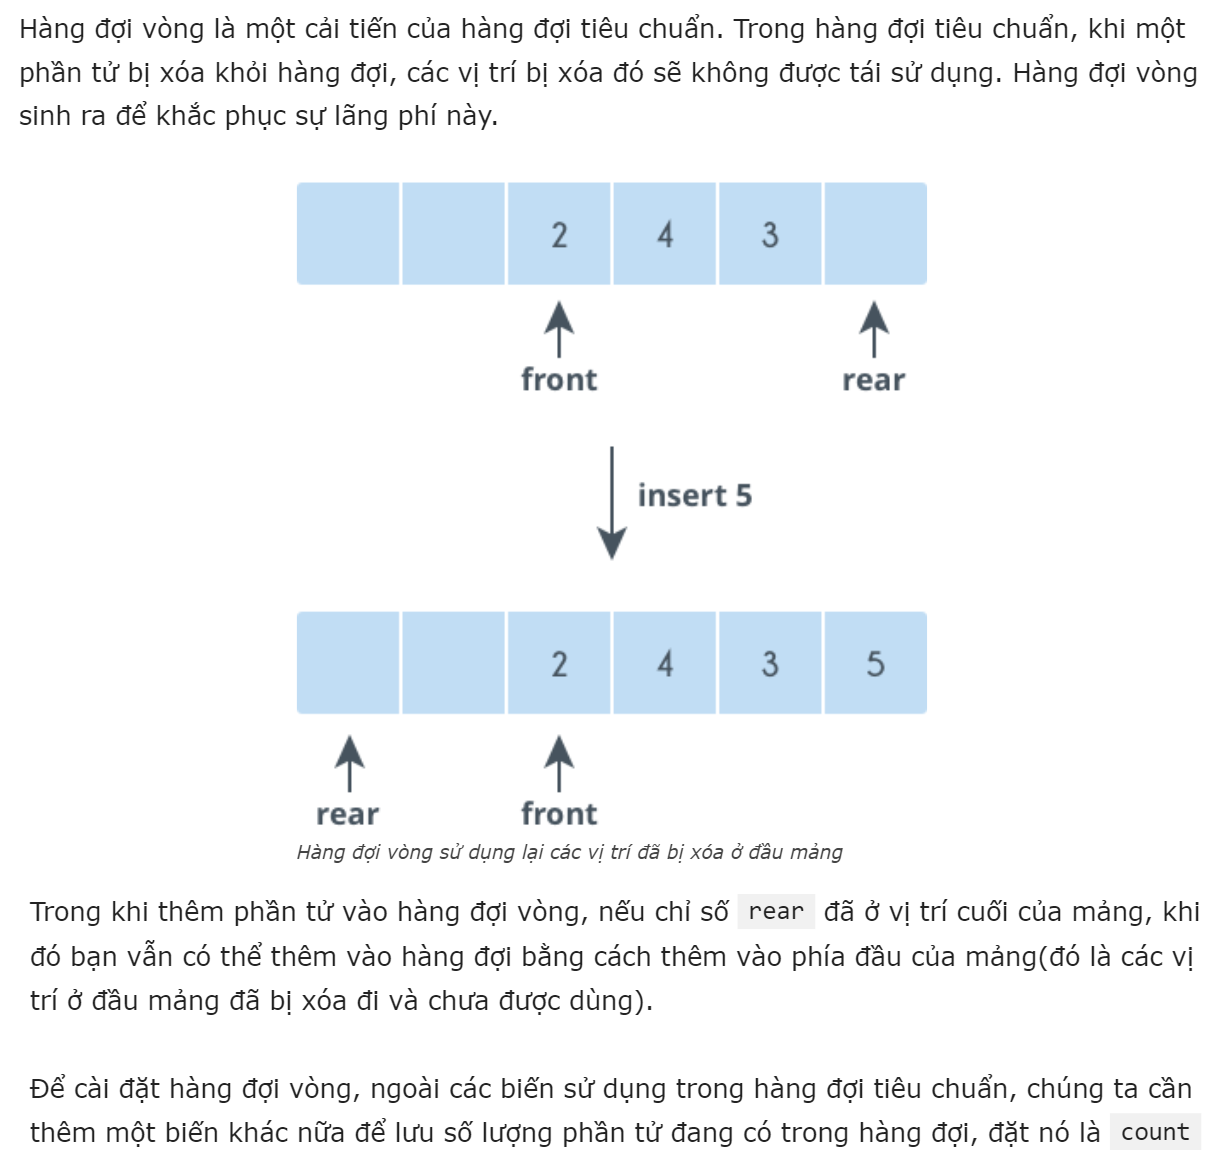 Hàng đợi vòng là một cải tiến của hàng đợi tiêu chuẩn. Trong hàng đợi tiêu chuẩn, khi một
phần tử bị xóa khỏi hàng đợi, các vị trí bị xóa đó sẽ không được tái sử dụng. Hàng đợi vòng
sinh ra để khắc phục sự lãng phí này.
2 4 3
front rear
insert 5
2 4 3 5
rear front
Hàng đợi vòng sử dụng lại các vị trí đã bị xóa ở đầu mảng
Trong khi thêm phần tử vào hàng đợi vòng, nếu chỉ số rear đã ở vị trí cuối của mảng, khi
đó bạn vẫn có thể thêm vào hàng đợi bằng cách thêm vào phía đầu của mảng(đó là các vị
trí ở đầu mảng đã bị xóa đi và chưa được dùng).
Để cài đặt hàng đợi vòng, ngoài các biến sử dụng trong hàng đợi tiêu chuẩn, chúng ta cần
thêm một biến khác nữa để lưu số lượng phần tử đang có trong hàng đợi, đặt nó là count